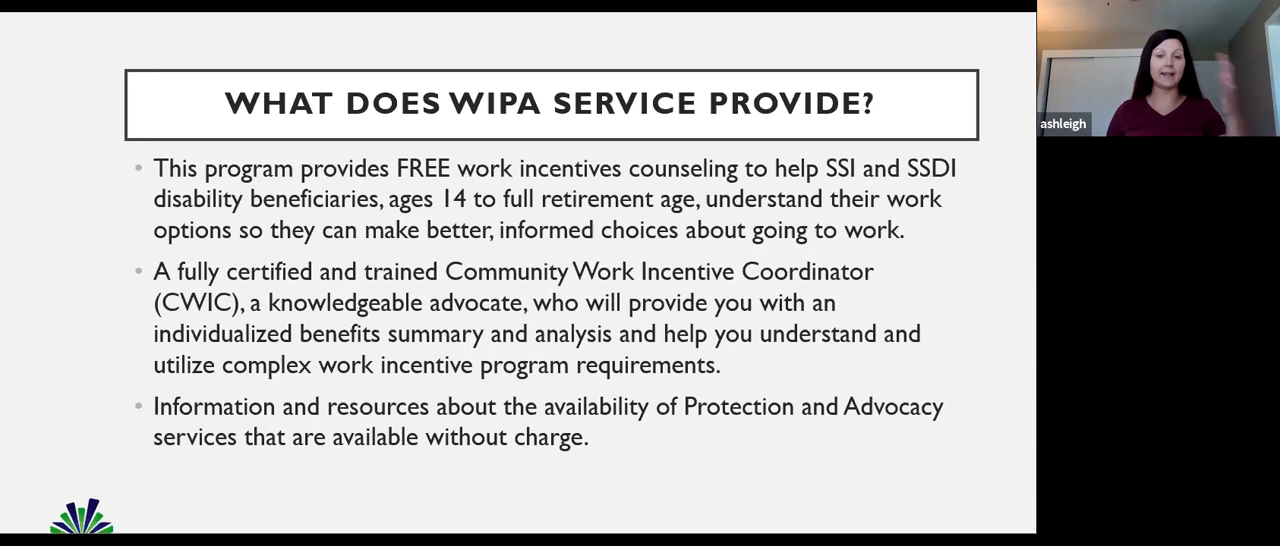 WHAT DOES WIPA SERVICE PROVIDE?
• This program provides FREE work incentives counseling to help SSI and SSDI
disability beneficiaries, ages 14 to full retirement age, understand their work
options so they can make better, informed choices about going to work.
• A fully certified and trained Community Work Incentive Coordinator
(CWIC), a knowledgeable advocate, who will provide you with an
individualized benefits summary and analysis and help you understand and
utilize complex work incentive program requirements.
• Information and resources about the availability of Protection and Advocacy
services that are available without charge.
ashleigh